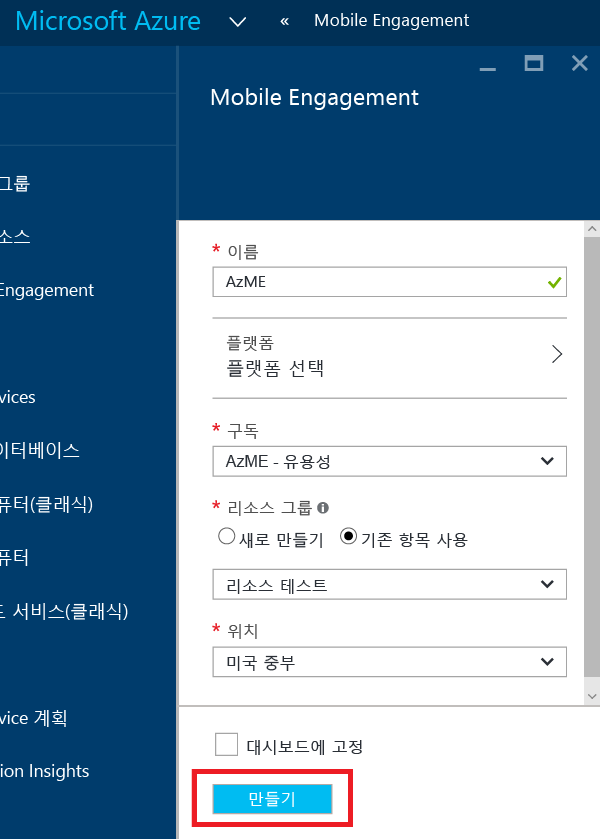 Microsoft Azure « Mobile Engagement
Mobile Engagement
그룹
소스
Engagement
vices
이터베이스
퓨터(클래식)
퓨터
드 서비스(클래식)
vice 계획
ion Insights
* 이름
AzME
플랫폼
플랫폼 선택
* 구독
AzME - 유용성
* 리소스 그룹
새로 만들기 기존 항목 사용
리소스 테스트
* 위치
미국 중부
대시보드에 고정
만들기